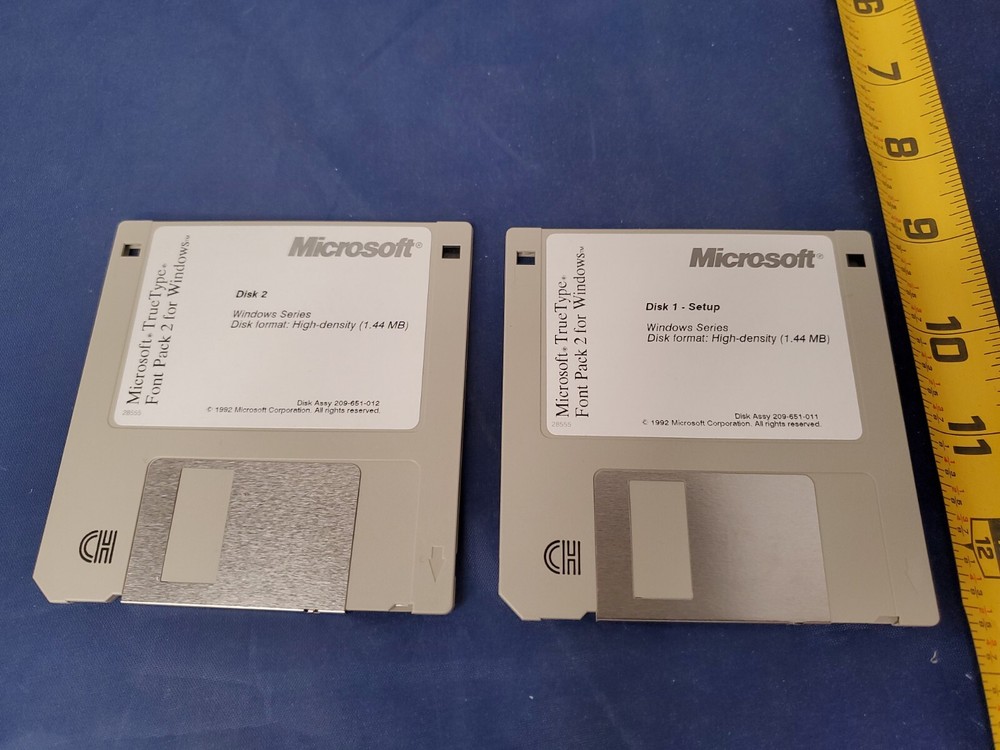 Microsoft®
Disk 2
Windows Series
Disk format: High-density (1.44 MB)
Microsoft® TrueType®
Font Pack 2 for Windows™
Disk Assy 209-651-012
© 1992 Microsoft Corporation. All rights reserved.
28555
CH
Microsoft®
Disk 1 - Setup
Windows Series
Disk format: High-density (1.44 MB)
Microsoft® TrueType®
Font Pack 2 for Windows™
Disk Assy 209-651-011
© 1992 Microsoft Corporation. All rights reserved.
28555
CH
6
7
8
9
10
11
12